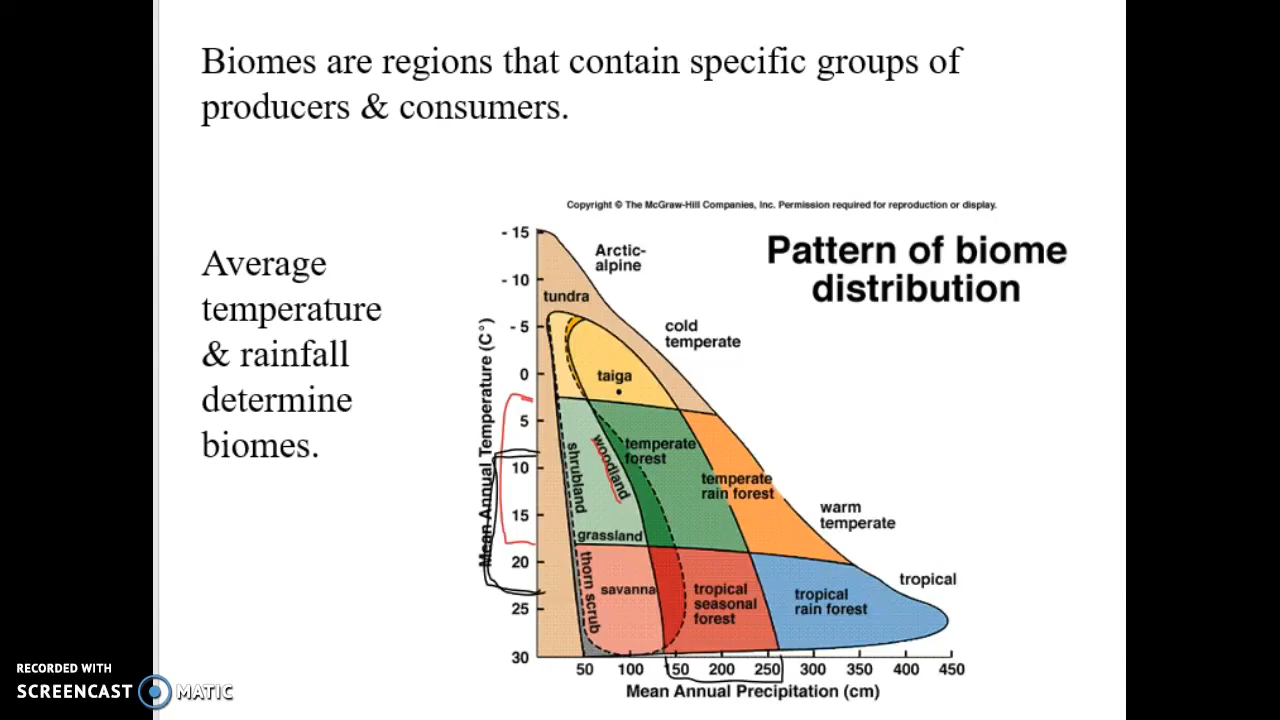 Biomes are regions that contain specific groups of
producers & consumers.
Average
temperature
& rainfall
determine
biomes.
Copyright © The McGraw-Hill Companies, Inc. Permission required for reproduction or display.
Pattern of biome
distribution
Mean Annual Temperature (C°)
- 15
- 10
- 5
0
5
10
15
20
25
30
Arctic-
alpine
tundra
cold
temperate
taiga
shrubland
woodland
temperate
forest
temperate
rain forest
warm
temperate
grassland
thorn scrub
savanna
tropical
seasonal
forest
tropical
rain forest
tropical
50 100 150 200 250 300 350 400 450
Mean Annual Precipitation (cm)
RECORDED WITH
SCREENCAST MATIC